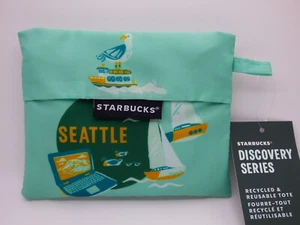 STARBUCKS®
SEATTLE
STARBUCKS®
DISCOVERY
SERIES
RECYCLED &
REUSABLE TOTE
FOURRE-TOUT
RECYCLÉ ET
RÉUTILISABLE